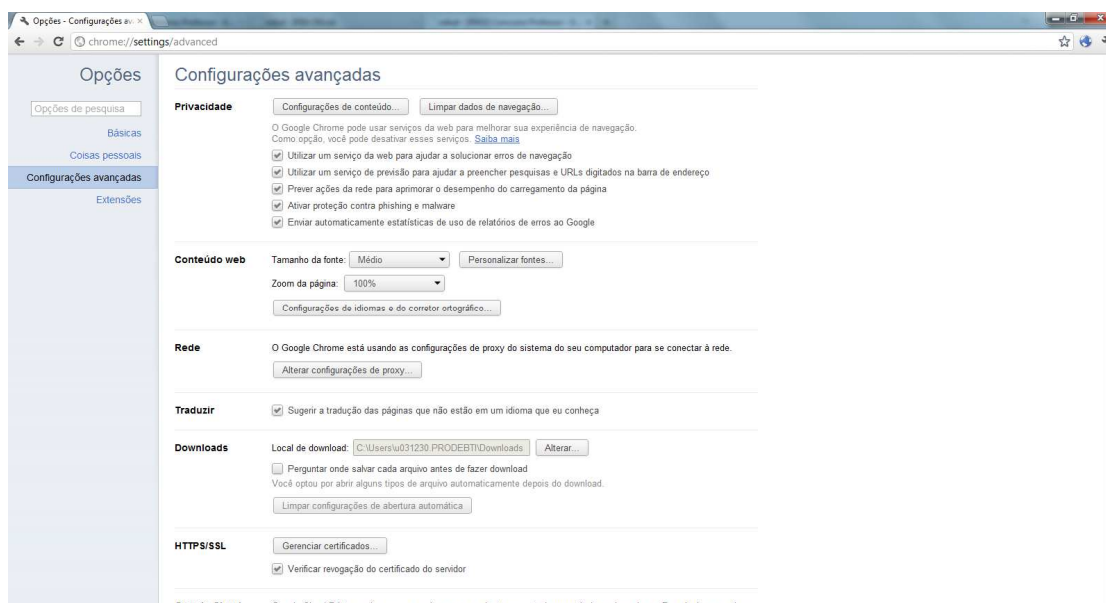 Opções - Configurações av
chrome://settings/advanced
Opções
Opções de pesquisa
Básicas
Coisas pessoais
Configurações avançadas
Extensões
Configurações avançadas
Privacidade
Configurações de conteúdo... Limpar dados de navegação...
O Google Chrome pode usar serviços da web para melhorar sua experiência de navegação.
Como opção, você pode desativar esses serviços. Saiba mais
Utilizar um serviço da web para ajudar a solucionar erros de navegação
Utilizar um serviço de previsão para ajudar a preencher pesquisas e URLs digitados na barra de endereço
Prever ações da rede para aprimorar o desempenho do carregamento da página
Ativar proteção contra phishing e malware
Enviar automaticamente estatísticas de uso de relatórios de erros ao Google
Conteúdo web
Tamanho da fonte: Médio Personalizar fontes...
Zoom da página: 100%
Configurações de idiomas e do corretor ortográfico...
Rede
O Google Chrome está usando as configurações de proxy do sistema do seu computador para se conectar à rede.
Alterar configurações de proxy...
Traduzir
Sugerir a tradução das páginas que não estão em um idioma que eu conheça
Downloads
Local de download: C:\Users\u031230.PRODEBTI\Downloads Alterar...
Perguntar onde salvar cada arquivo antes de fazer download
Você optou por abrir alguns tipos de arquivo automaticamente depois do download.
Limpar configurações de abertura automática
HTTPS/SSL
Gerenciar certificados...
Verificar revogação do certificado do servidor